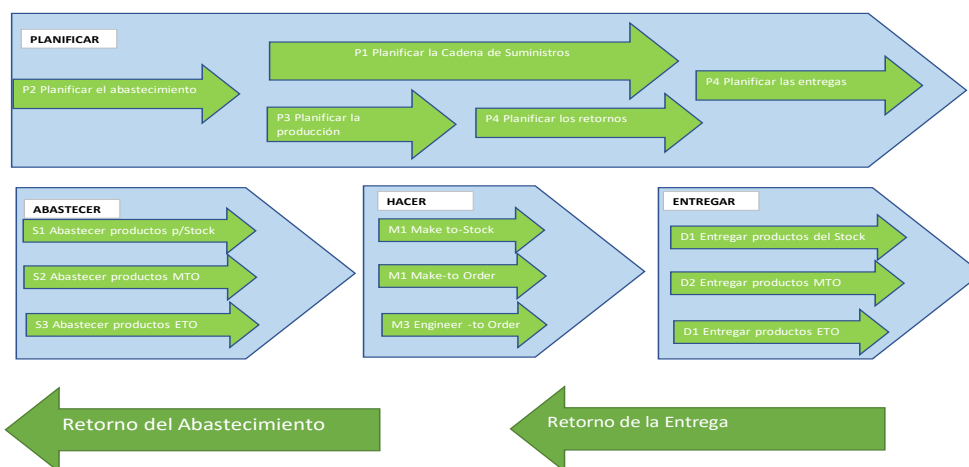 PLANIFICAR
P1 Planificar la Cadena de Suministros
P2 Planificar el abastecimiento
P4 Planificar las entregas
P3 Planificar la
producción
P4 Planificar los retornos
ABASTECER
S1 Abastecer productos p/Stock
S2 Abastecer productos MTO
S3 Abastecer productos ETO
HACER
M1 Make to-Stock
M1 Make-to Order
M3 Engineer -to Order
ENTREGAR
D1 Entregar productos del Stock
D2 Entregar productos MTO
D1 Entregar productos ETO
Retorno del Abastecimiento
Retorno de la Entrega